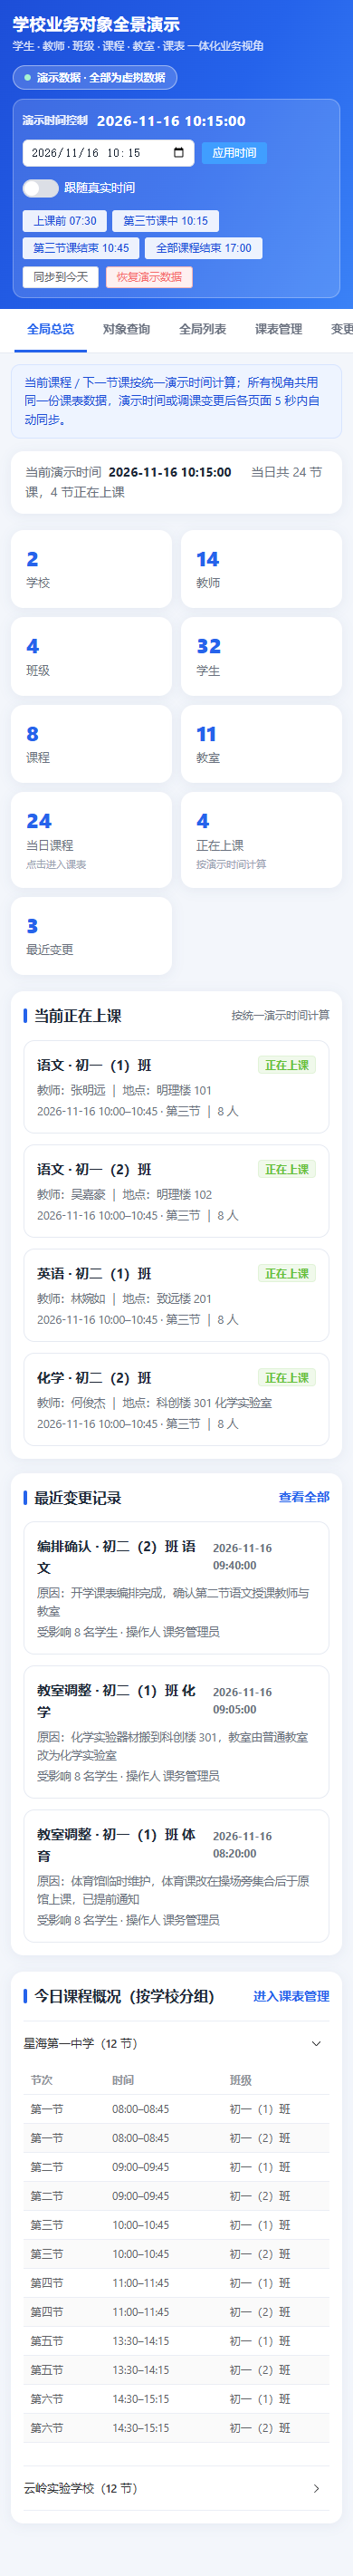 学校业务对象全景演示
学生 · 教师 · 班级 · 课程 · 教室 · 课表 一体化业务视角
演示数据 · 全部为虚拟数据
演示时间控制 2026-11-16 10:15:00
2026/11/16 10:15 应用时间
跟随真实时间
上课前 07:30 第三节课中 10:15
第三节课结束 10:45 全部课程结束 17:00
同步到今天 恢复演示数据
全局总览 对象查询 全局列表 课表管理 变更
当前课程 / 下一节课按统一演示时间计算；所有视角共用
同一份课表数据，演示时间或调课变更后各页面 5 秒内自
动同步。
当前演示时间 2026-11-16 10:15:00 当日共 24 节
课，4 节正在上课
2
学校
14
教师
4
班级
32
学生
8
课程
11
教室
24
当日课程
点击进入课表
4
正在上课
按演示时间计算
3
最近变更
当前正在上课 按统一演示时间计算
语文 · 初一（1）班 正在上课
教师：张明远 | 地点：明理楼 101
2026-11-16 10:00–10:45 · 第三节 | 8 人
语文 · 初一（2）班 正在上课
教师：吴嘉豪 | 地点：明理楼 102
2026-11-16 10:00–10:45 · 第三节 | 8 人
英语 · 初二（1）班 正在上课
教师：林婉如 | 地点：致远楼 201
2026-11-16 10:00–10:45 · 第三节 | 8 人
化学 · 初二（2）班 正在上课
教师：何俊杰 | 地点：科创楼 301 化学实验室
2026-11-16 10:00–10:45 · 第三节 | 8 人
最近变更记录 查看全部
编排确认 · 初二（2）班 语
文
2026-11-16
09:40:00
原因：开学课表编排完成，确认第二节语文授课教师与
教室
受影响 8 名学生 · 操作人 课务管理员
教室调整 · 初二（1）班 化
学
2026-11-16
09:05:00
原因：化学实验器材搬到科创楼 301，教室由普通教室
改为化学实验室
受影响 8 名学生 · 操作人 课务管理员
教室调整 · 初一（1）班 体
育
2026-11-16
08:20:00
原因：体育馆临时维护，体育课改在操场旁集合后于原
馆上课，已提前通知
受影响 8 名学生 · 操作人 课务管理员
今日课程概况（按学校分组） 进入课表管理
星海第一中学（12 节）
节次 时间 班级
第一节 08:00–08:45 初一（1）班
第一节 08:00–08:45 初一（2）班
第二节 09:00–09:45 初一（1）班
第二节 09:00–09:45 初一（2）班
第三节 10:00–10:45 初一（1）班
第三节 10:00–10:45 初一（2）班
第四节 11:00–11:45 初一（1）班
第四节 11:00–11:45 初一（2）班
第五节 13:30–14:15 初一（1）班
第五节 13:30–14:15 初一（2）班
第六节 14:30–15:15 初一（1）班
第六节 14:30–15:15 初一（2）班
云岭实验学校（12 节）